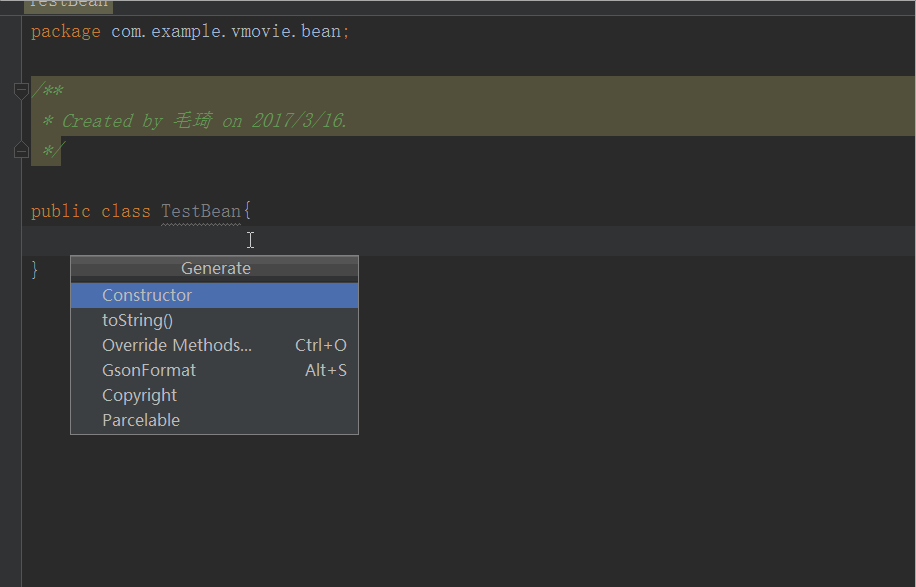 TestBean
package com.example.vmovie.bean;
/**
* Created by 毛琦 on 2017/3/16.
*/
public class TestBean{
}
Generate
Constructor
toString()
Override Methods... Ctrl+O
GsonFormat Alt+S
Copyright
Parcelable